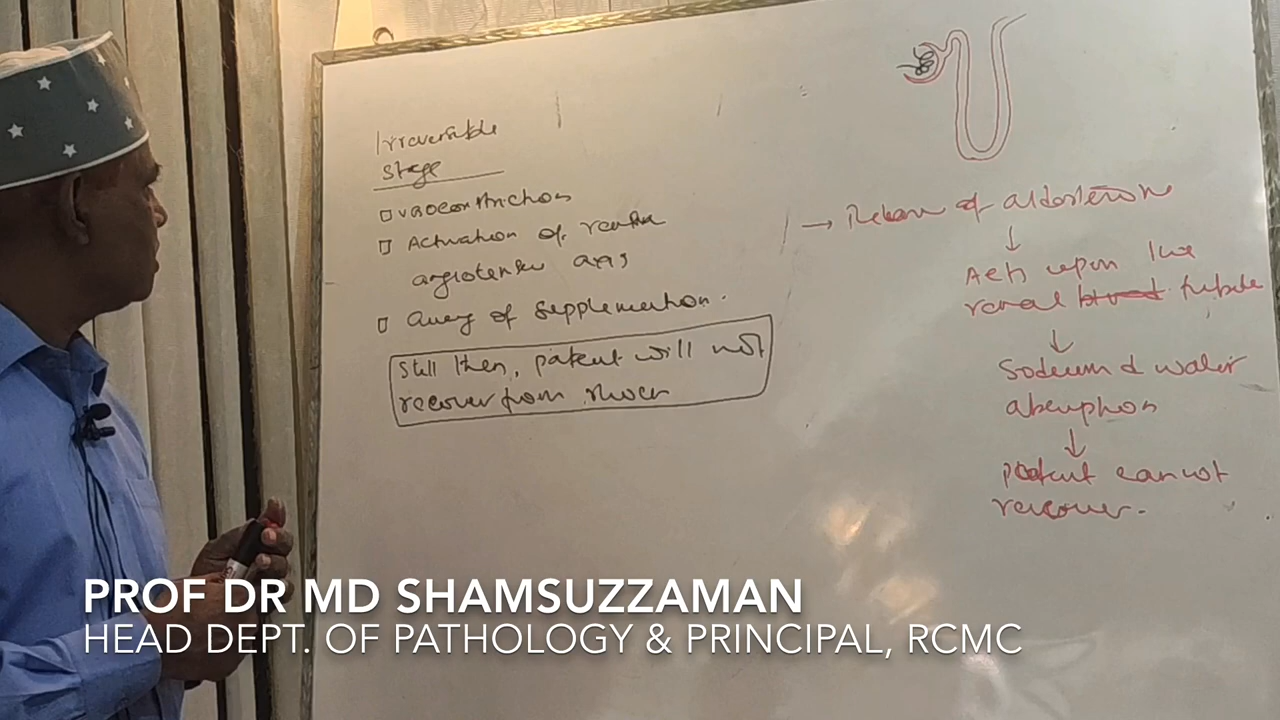 Irreversible
stage
vasoconstriction
Activation of renin
angiotensin axis
Query of supplementation.
Still then, patient will not
recover from shock
→ Release of aldosterone
↓
Acts upon the
renal blood tubule
↓
Sodium & water
absorption
↓
patient cannot
recover.
PROF DR MD SHAMSUZZAMAN
HEAD DEPT. OF PATHOLOGY & PRINCIPAL, RCMC